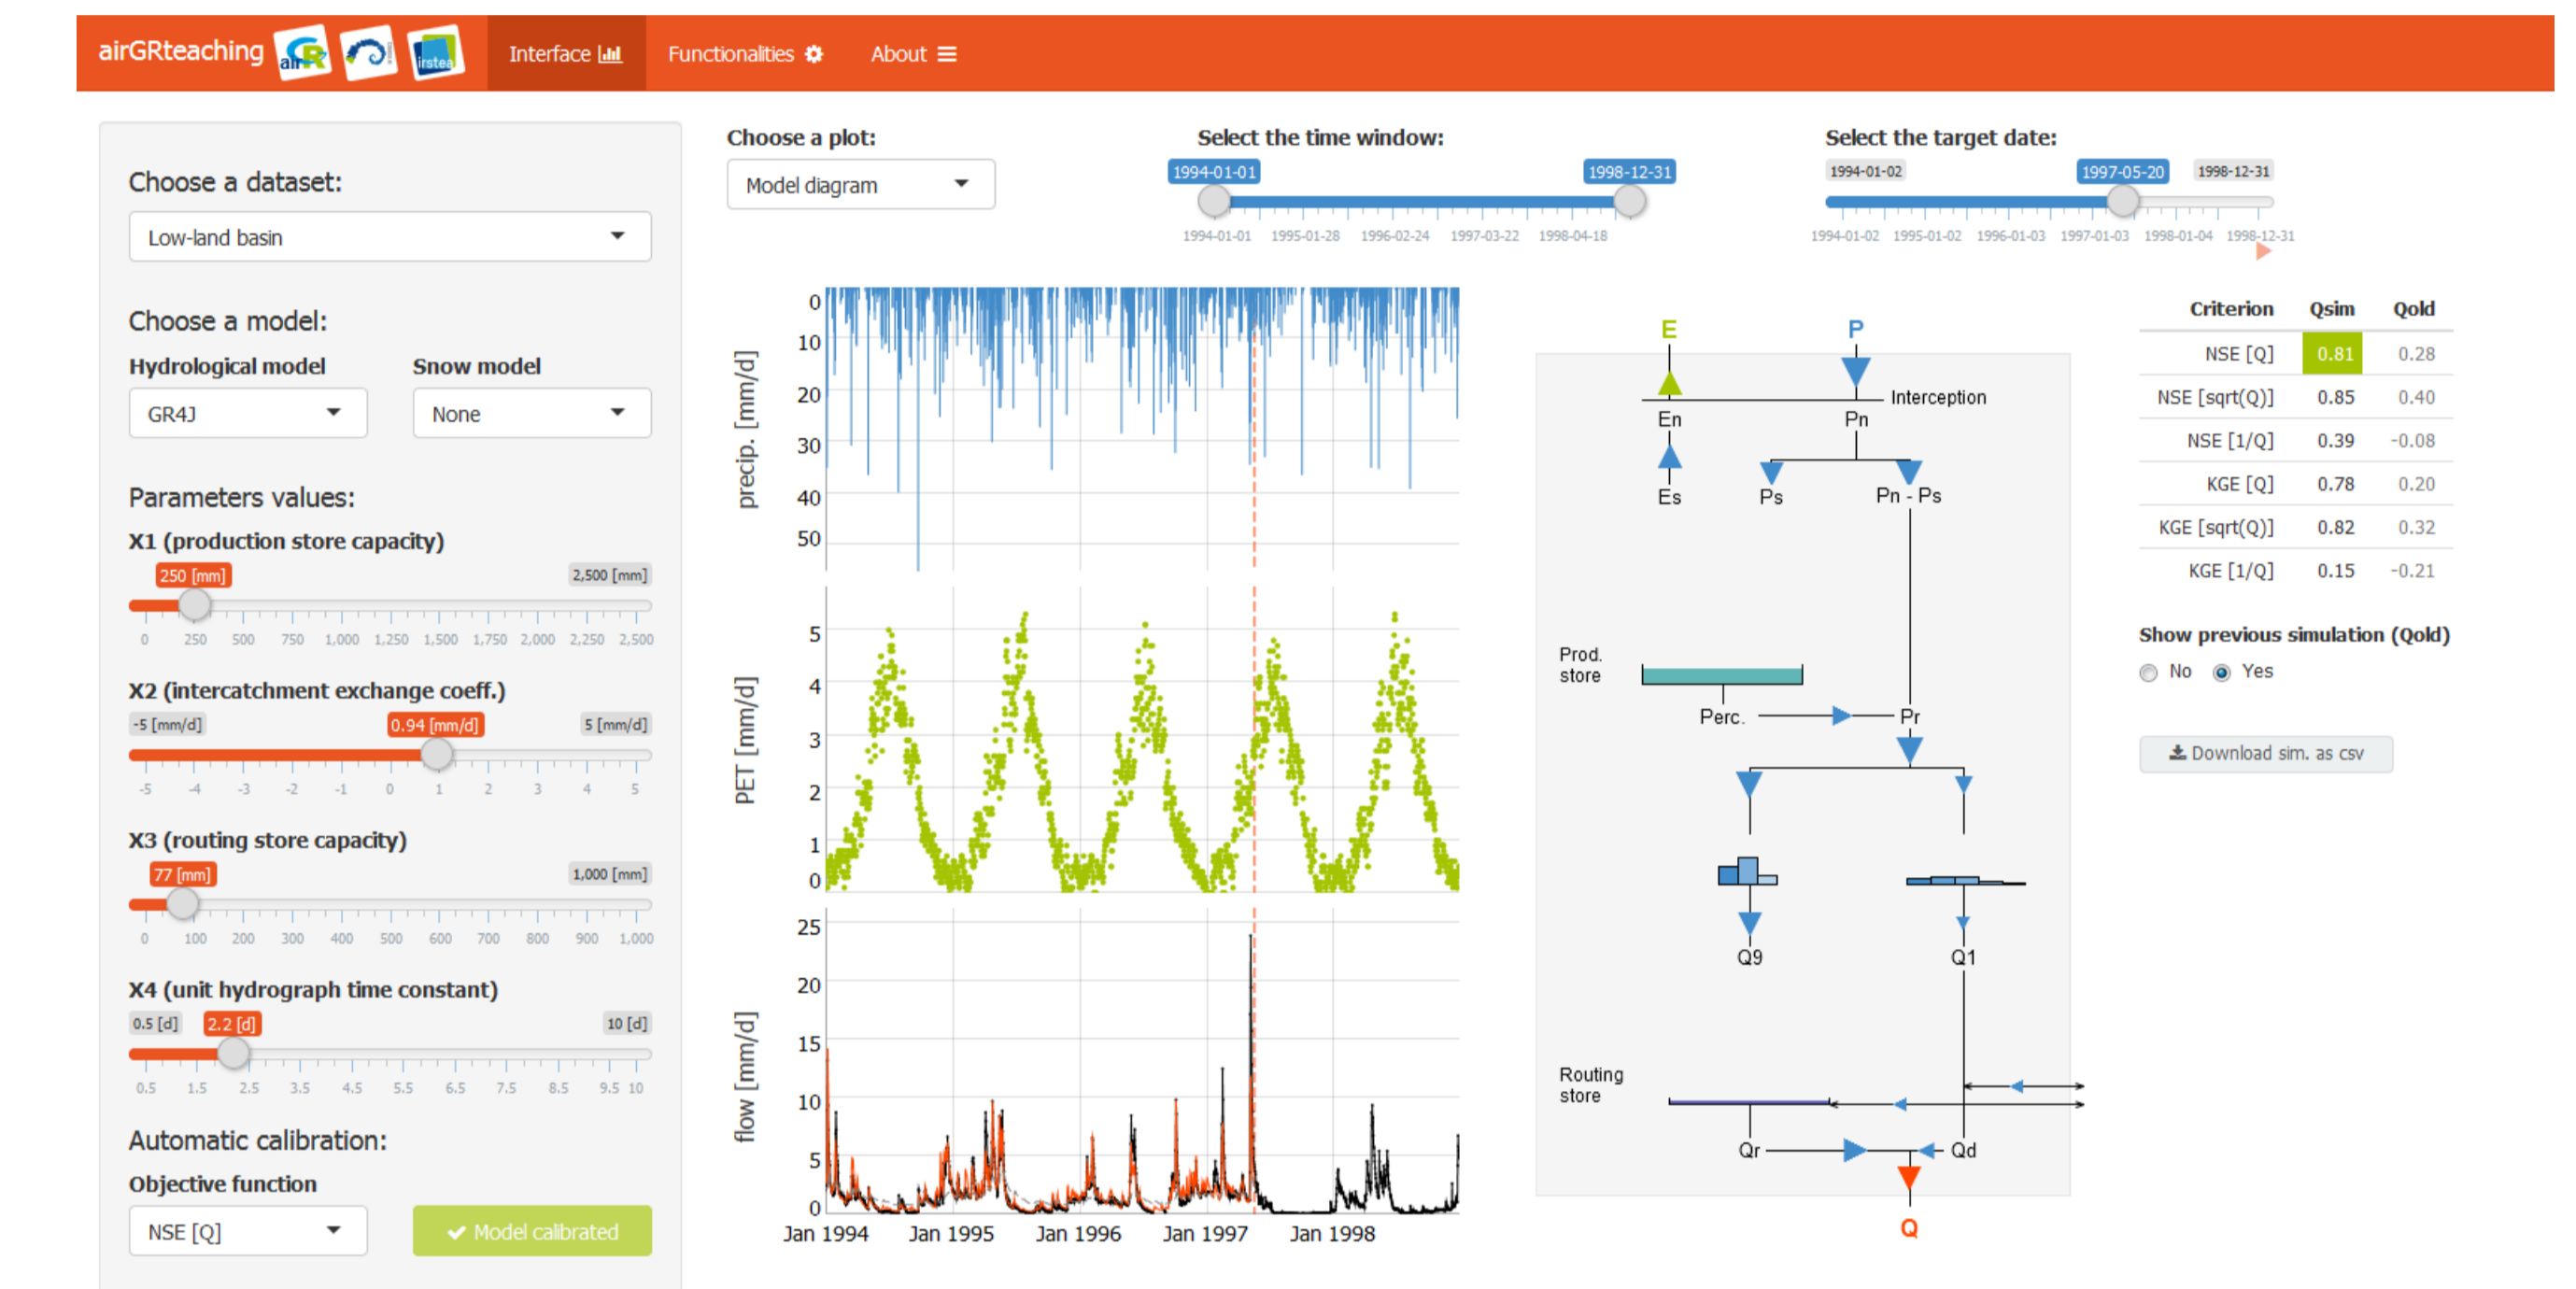 airGRteaching
airGR
irstea
Interface
Functionalities
About
Choose a dataset:
Low-land basin
Choose a model:
Hydrological model
Snow model
GR4J
None
Parameters values:
X1 (production store capacity)
250 [mm]
2,500 [mm]
0 250 500 750 1,000 1,250 1,500 1,750 2,000 2,250 2,500
X2 (intercatchment exchange coeff.)
-5 [mm/d]
0.94 [mm/d]
5 [mm/d]
-5 -4 -3 -2 -1 0 1 2 3 4 5
X3 (routing store capacity)
77 [mm]
1,000 [mm]
0 100 200 300 400 500 600 700 800 900 1,000
X4 (unit hydrograph time constant)
0.5 [d]
2.2 [d]
10 [d]
0.5 1.5 2.5 3.5 4.5 5.5 6.5 7.5 8.5 9.5 10
Automatic calibration:
Objective function
NSE [Q]
Model calibrated
Choose a plot:
Model diagram
Select the time window:
1994-01-01
1998-12-31
1994-01-01 1995-01-28 1996-02-24 1997-03-22 1998-04-18
Select the target date:
1994-01-02
1997-05-20
1998-12-31
1994-01-02 1995-01-02 1996-01-03 1997-01-03 1998-01-04 1998-12-31
precip. [mm/d]
0
10
20
30
40
50
PET [mm/d]
5
4
3
2
1
0
flow [mm/d]
25
20
15
10
5
0
Jan 1994 Jan 1995 Jan 1996 Jan 1997 Jan 1998
E
P
Interception
En
Pn
Es
Ps
Pn - Ps
Prod.
store
Perc.
Pr
Q9
Q1
Routing
store
Qr
Qd
Q
Criterion Qsim Qold
NSE [Q] 0.81 0.28
NSE [sqrt(Q)] 0.85 0.40
NSE [1/Q] 0.39 -0.08
KGE [Q] 0.78 0.20
KGE [sqrt(Q)] 0.82 0.32
KGE [1/Q] 0.15 -0.21
Show previous simulation (Qold)
No Yes
Download sim. as csv